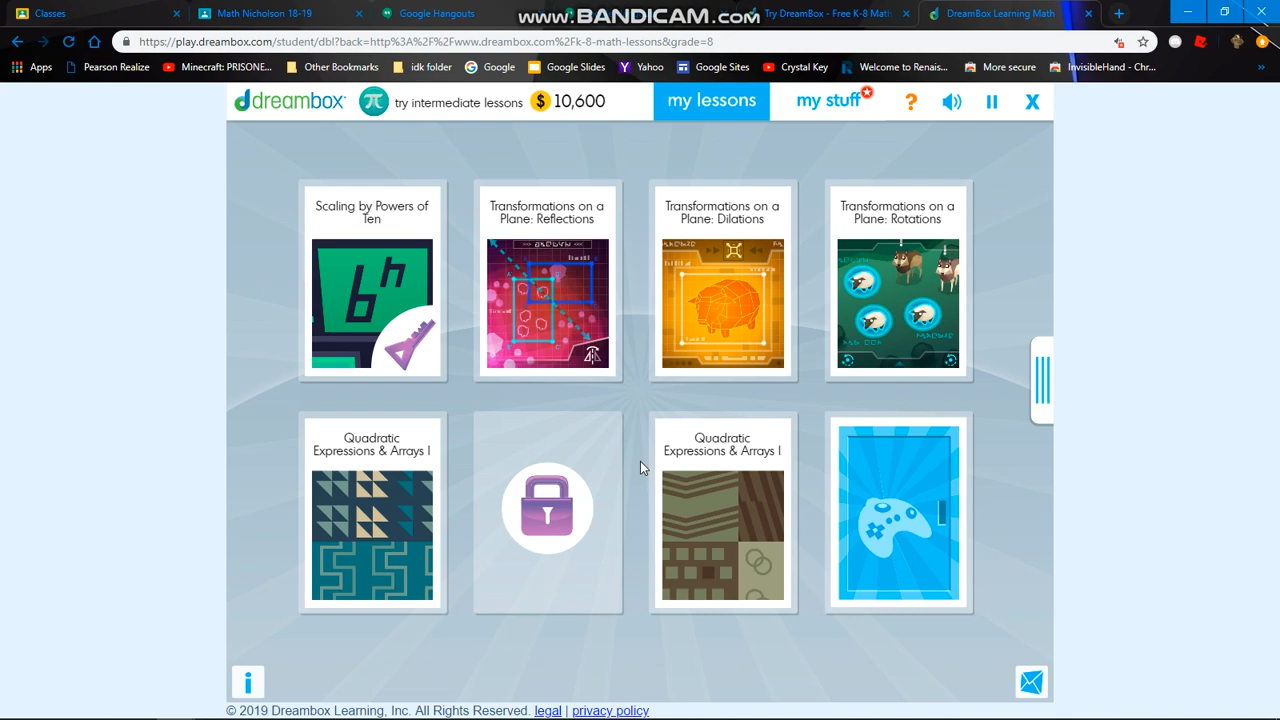 Classes
Math Nicholson 18-19
Google Hangouts
Try DreamBox - Free K-8 Math
DreamBox Learning Math
www.BANDICAM.com
https://play.dreambox.com/student/dbl?back=http%3A%2F%2Fwww.dreambox.com%2Fk-8-math-lessons&grade=8
Apps
Pearson Realize
Minecraft: PRISONE...
Other Bookmarks
idk folder
Google
Google Slides
Yahoo
Google Sites
Crystal Key
Welcome to Renais...
More secure
InvisibleHand - Chr...
dreambox
try intermediate lessons
$ 10,600
my lessons
my stuff
?
X
Scaling by Powers of
Ten
6ⁿ
Transformations on a
Plane: Reflections
Transformations on a
Plane: Dilations
Transformations on a
Plane: Rotations
Quadratic
Expressions & Arrays I
Quadratic
Expressions & Arrays I
i
© 2019 Dreambox Learning, Inc. All Rights Reserved. legal | privacy policy